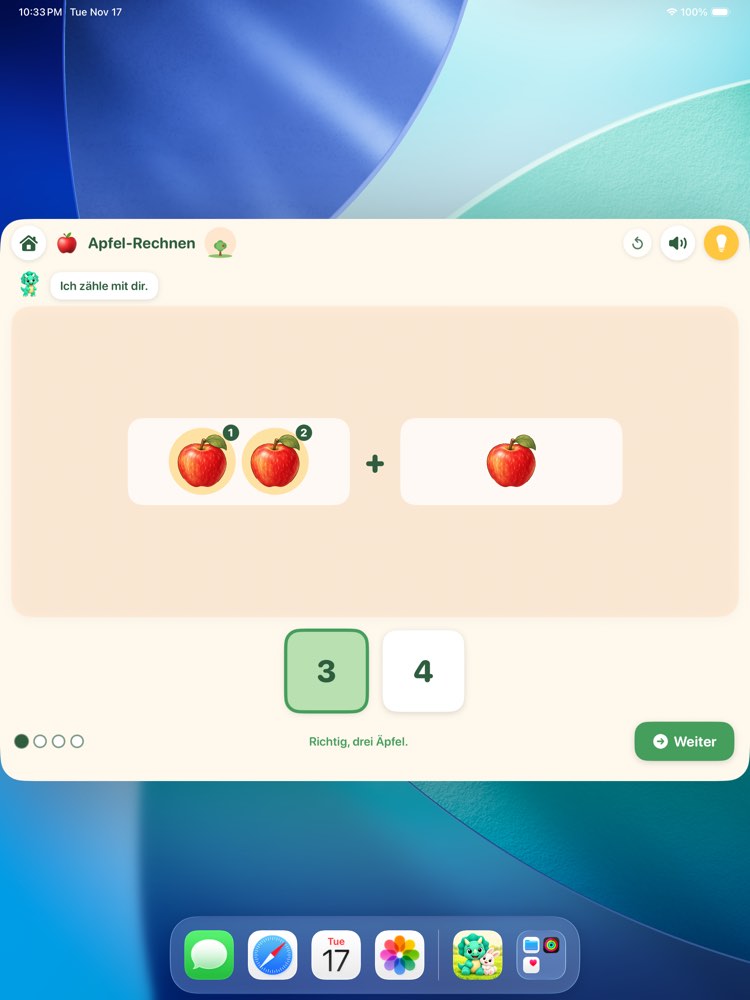 10:33 PM Tue Nov 17
100%
Apfel-Rechnen
Ich zähle mit dir.
1
2
+
3
4
Richtig, drei Äpfel.
Weiter
Tue
17